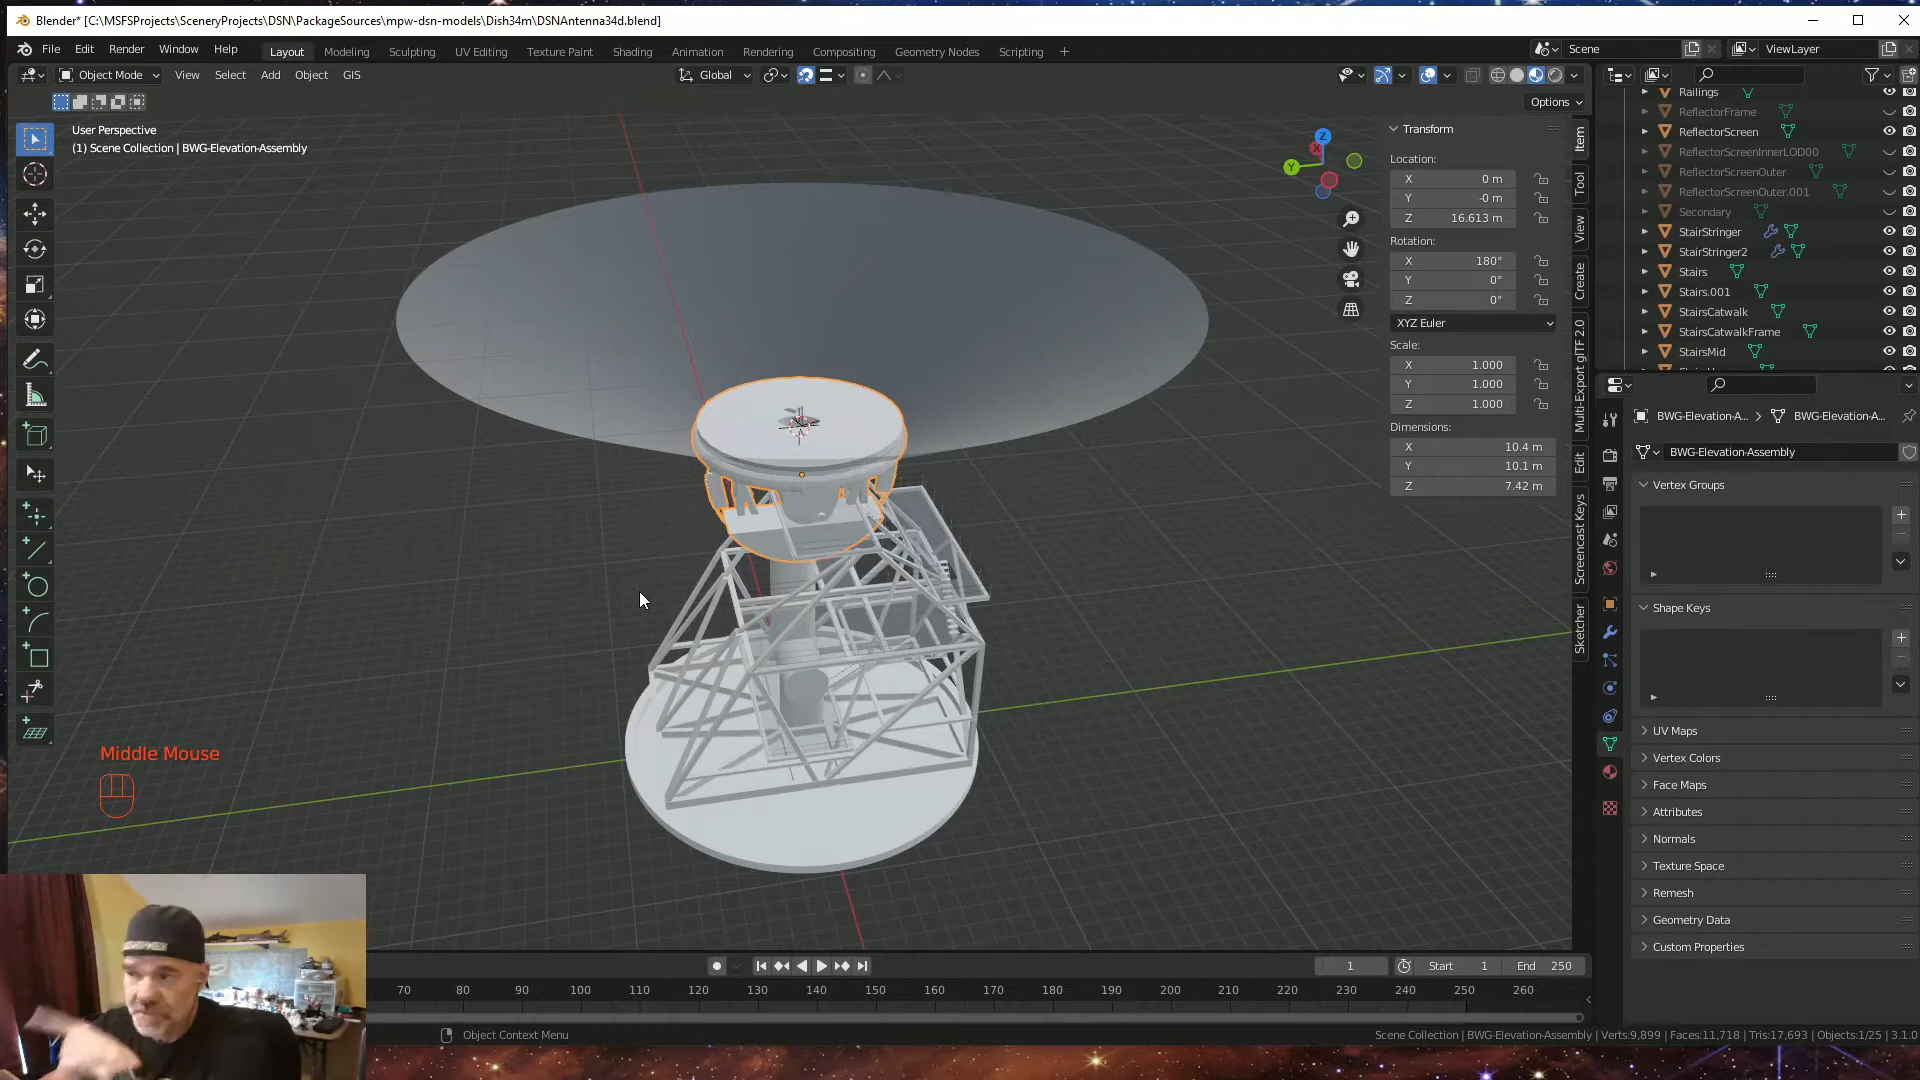 Blender* [C:\MSFSProjects\SceneryProjects\DSN\PackageSources\mpw-dsn-models\Dish34m\DSNAntenna34d.blend]
File Edit Render Window Help
Layout Modeling Sculpting UV Editing Texture Paint Shading Animation Rendering Compositing Geometry Nodes Scripting +
Scene
ViewLayer
Object Mode View Select Add Object GIS
Global
Options
User Perspective
(1) Scene Collection | BWG-Elevation-Assembly
Z
X
Y
Transform
Location:
X 0 m
Y -0 m
Z 16.613 m
Rotation:
X 180°
Y 0°
Z 0°
XYZ Euler
Scale:
X 1.000
Y 1.000
Z 1.000
Dimensions:
X 10.4 m
Y 10.1 m
Z 7.42 m
Item
Tool
View
Create
Multi-Export glTF 2.0
Edit
Screencast Keys
Sketcher
Railings
ReflectorFrame
ReflectorScreen
ReflectorScreenInnerLOD00
ReflectorScreenOuter
ReflectorScreenOuter.001
Secondary
StairStringer
StairStringer2
Stairs
Stairs.001
StairsCatwalk
StairsCatwalkFrame
StairsMid
BWG-Elevation-A... > BWG-Elevation-A...
BWG-Elevation-Assembly
Vertex Groups
Shape Keys
UV Maps
Vertex Colors
Face Maps
Attributes
Normals
Texture Space
Remesh
Geometry Data
Custom Properties
Middle Mouse
1 Start 1 End 250
70 80 90 100 110 120 130 140 150 160 170 180 190 200 210 220 230 240 250 260
Object Context Menu
Scene Collection | BWG-Elevation-Assembly | Verts:9,899 | Faces:11,718 | Tris:17,693 | Objects:1/25 | 3.1.0